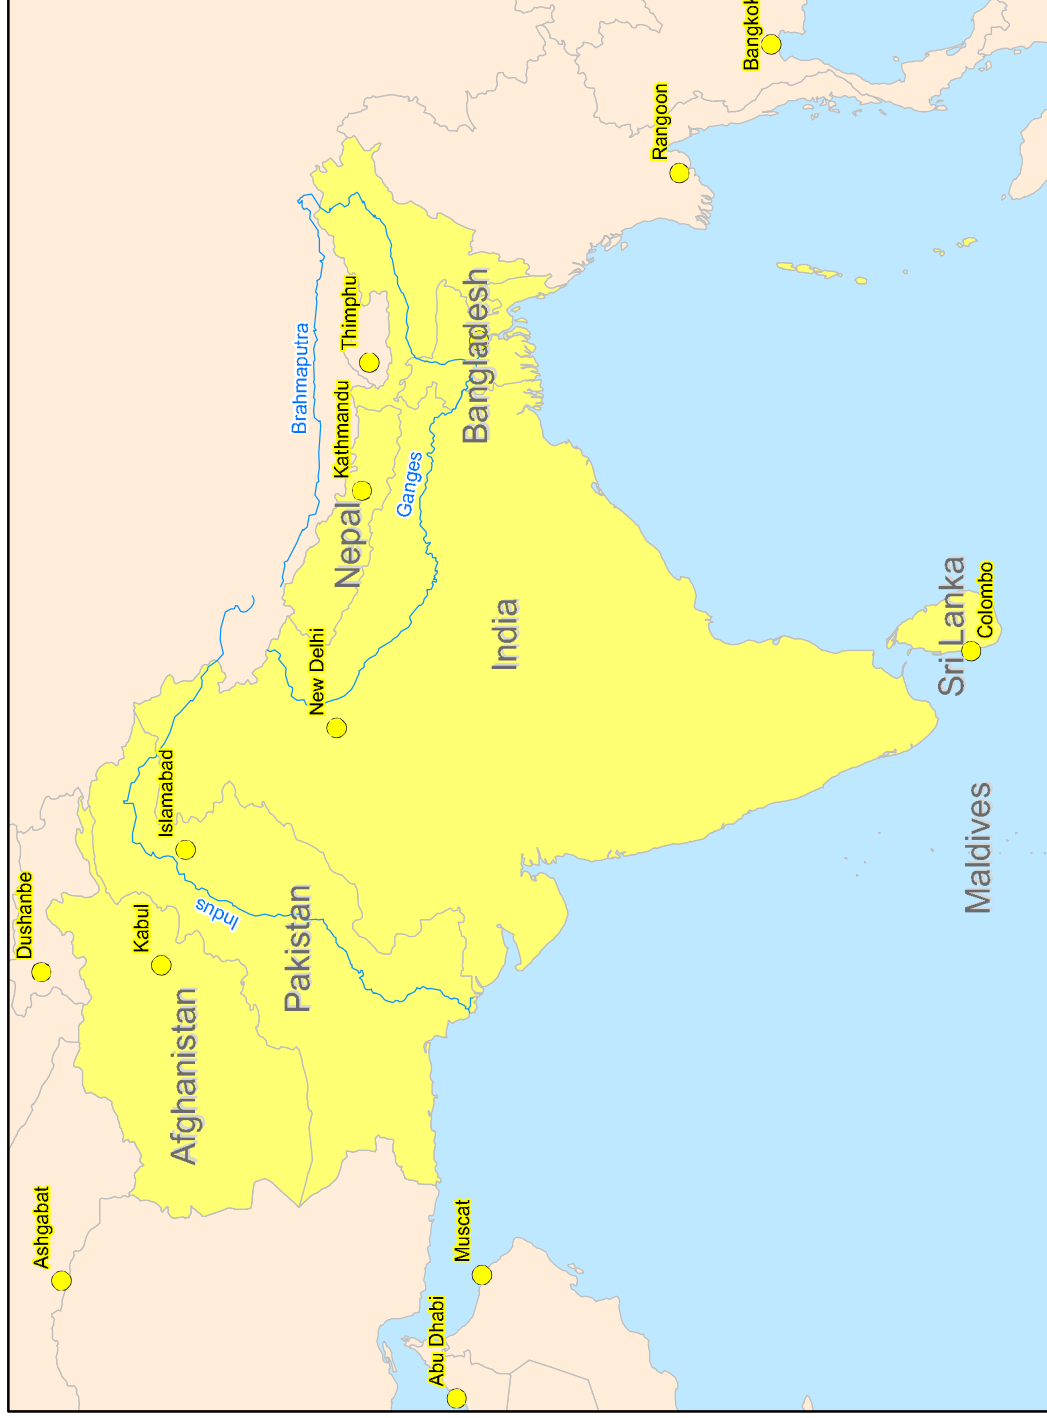 Ashgabat
Dushanbe
Kabul
Islamabad
Afghanistan
Indus
Pakistan
New Delhi
Brahmaputra
Nepal
Kathmandu
Thimphu
Ganges
Bangladesh
India
Abu Dhabi
Muscat
Rangoon
Bangkok
Maldives
Sri Lanka
Colombo